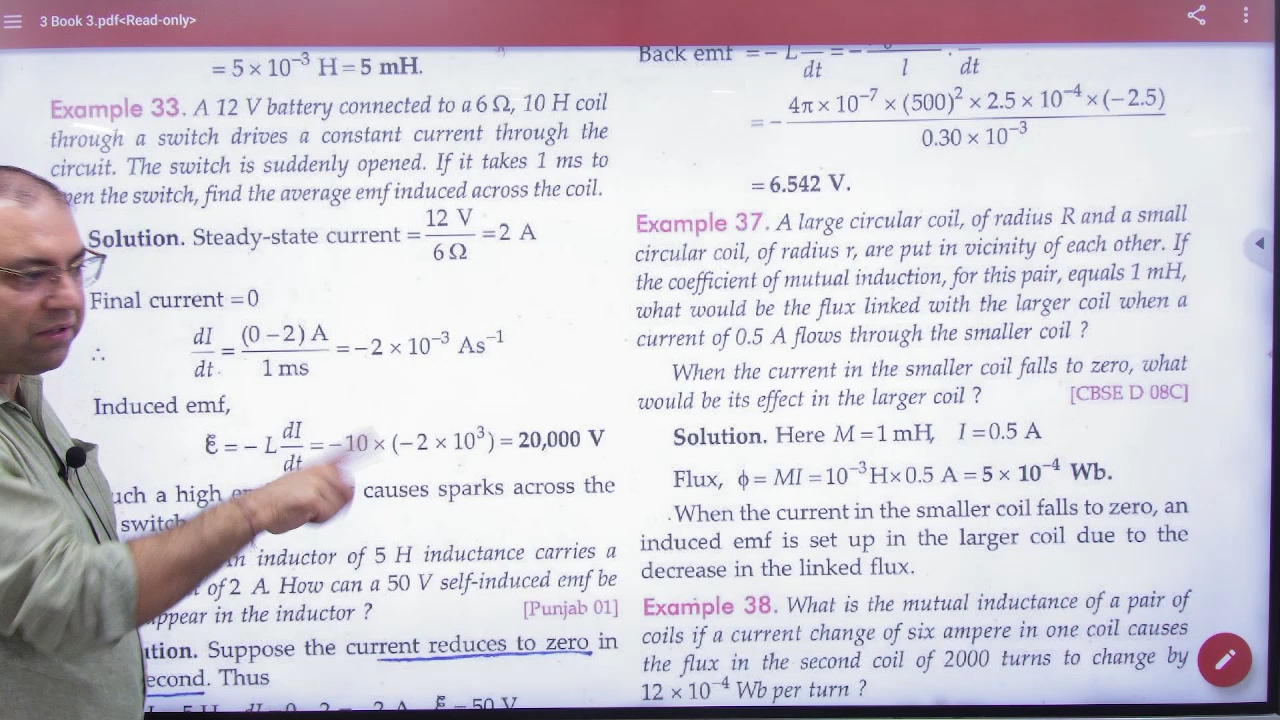 3 Book 3.pdf<Read-only>
= 5 × 10⁻³ H = 5 mH.
Example 33. A 12 V battery connected to a 6 Ω, 10 H coil
through a switch drives a constant current through the
circuit. The switch is suddenly opened. If it takes 1 ms to
pen the switch, find the average emf induced across the coil.
Solution. Steady-state current = 12 V / 6 Ω = 2 A
Final current = 0
∴ dI/dt = (0 – 2) A / 1 ms = –2 × 10⁻³ As⁻¹
Induced emf,
ℰ = – L dI/dt = –10 × (–2 × 10³) = 20,000 V
uch a high causes sparks across the
switch
n inductor of 5 H inductance carries a
of 2 A. How can a 50 V self-induced emf be
ppear in the inductor ? [Punjab 01]
tion. Suppose the current reduces to zero in
econd. Thus
Back emf = – L /dt = – / l . /dt
= – 4π × 10⁻⁷ × (500)² × 2.5 × 10⁻⁴ × (–2.5) / 0.30 × 10⁻³
= 6.542 V.
Example 37. A large circular coil, of radius R and a small
circular coil, of radius r, are put in vicinity of each other. If
the coefficient of mutual induction, for this pair, equals 1 mH,
what would be the flux linked with the larger coil when a
current of 0.5 A flows through the smaller coil ?
When the current in the smaller coil falls to zero, what
would be its effect in the larger coil ? [CBSE D 08C]
Solution. Here M = 1 mH, I = 0.5 A
Flux, ϕ = MI = 10⁻³ H × 0.5 A = 5 × 10⁻⁴ Wb.
When the current in the smaller coil falls to zero, an
induced emf is set up in the larger coil due to the
decrease in the linked flux.
Example 38. What is the mutual inductance of a pair of
coils if a current change of six ampere in one coil causes
the flux in the second coil of 2000 turns to change by
12 × 10⁻⁴ Wb per turn ?